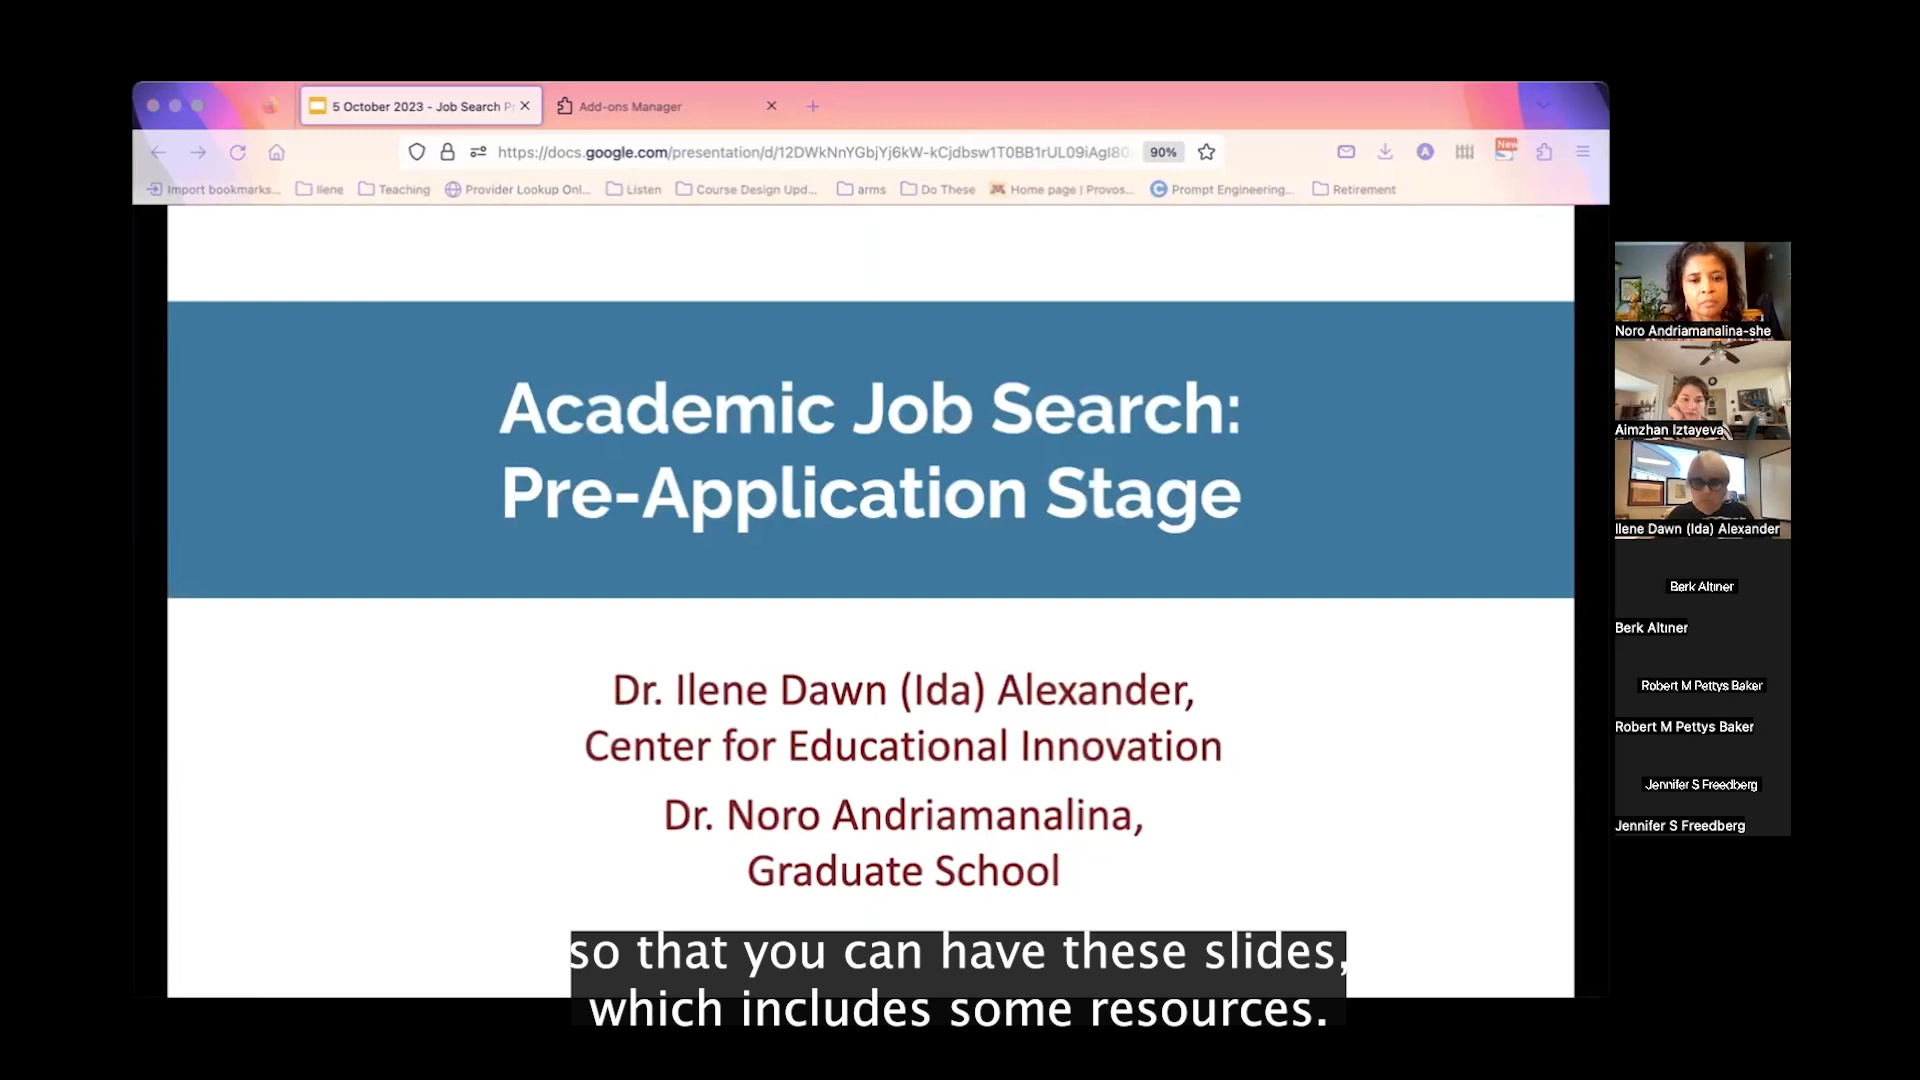 5 October 2023 - Job Search Pr
Add-ons Manager
https://docs.google.com/presentation/d/12DWkNnYGbjYj6kW-kCjdbsw1T0BB1rUL09iAgI80
90%
New
Import bookmarks...
Ilene
Teaching
Provider Lookup Onl...
Listen
Course Design Upd...
arms
Do These
Home page | Provos...
Prompt Engineering...
Retirement
Academic Job Search:
Pre-Application Stage
Dr. Ilene Dawn (Ida) Alexander,
Center for Educational Innovation
Dr. Noro Andriamanalina,
Graduate School
so that you can have these slides,
which includes some resources.
Noro Andriamanalina-she
Aimzhan Iztayeva
Ilene Dawn (Ida) Alexander
Berk Altıner
Berk Altıner
Robert M Pettys Baker
Robert M Pettys Baker
Jennifer S Freedberg
Jennifer S Freedberg